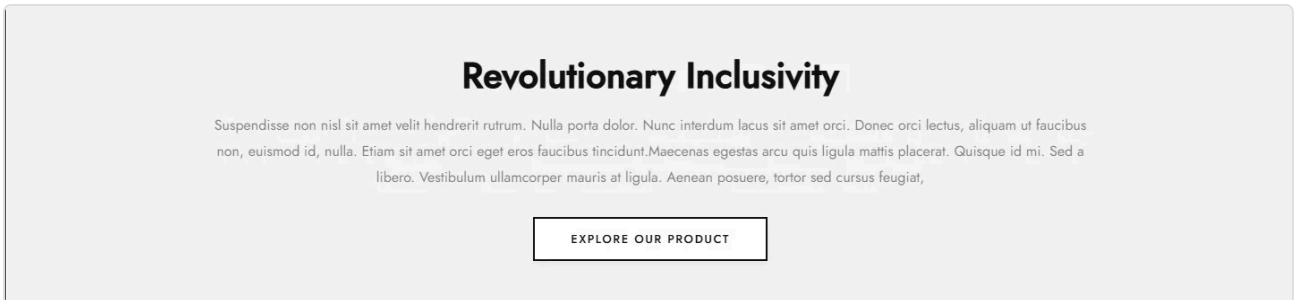 Revolutionary Inclusivity
Suspendisse non nisl sit amet velit hendrerit rutrum. Nulla porta dolor. Nunc interdum lacus sit amet orci. Donec orci lectus, aliquam ut faucibus
non, euismod id, nulla. Etiam sit amet orci eget eros faucibus tincidunt.Maecenas egestas arcu quis ligula mattis placerat. Quisque id mi. Sed a
libero. Vestibulum ullamcorper mauris at ligula. Aenean posuere, tortor sed cursus feugiat,
EXPLORE OUR PRODUCT